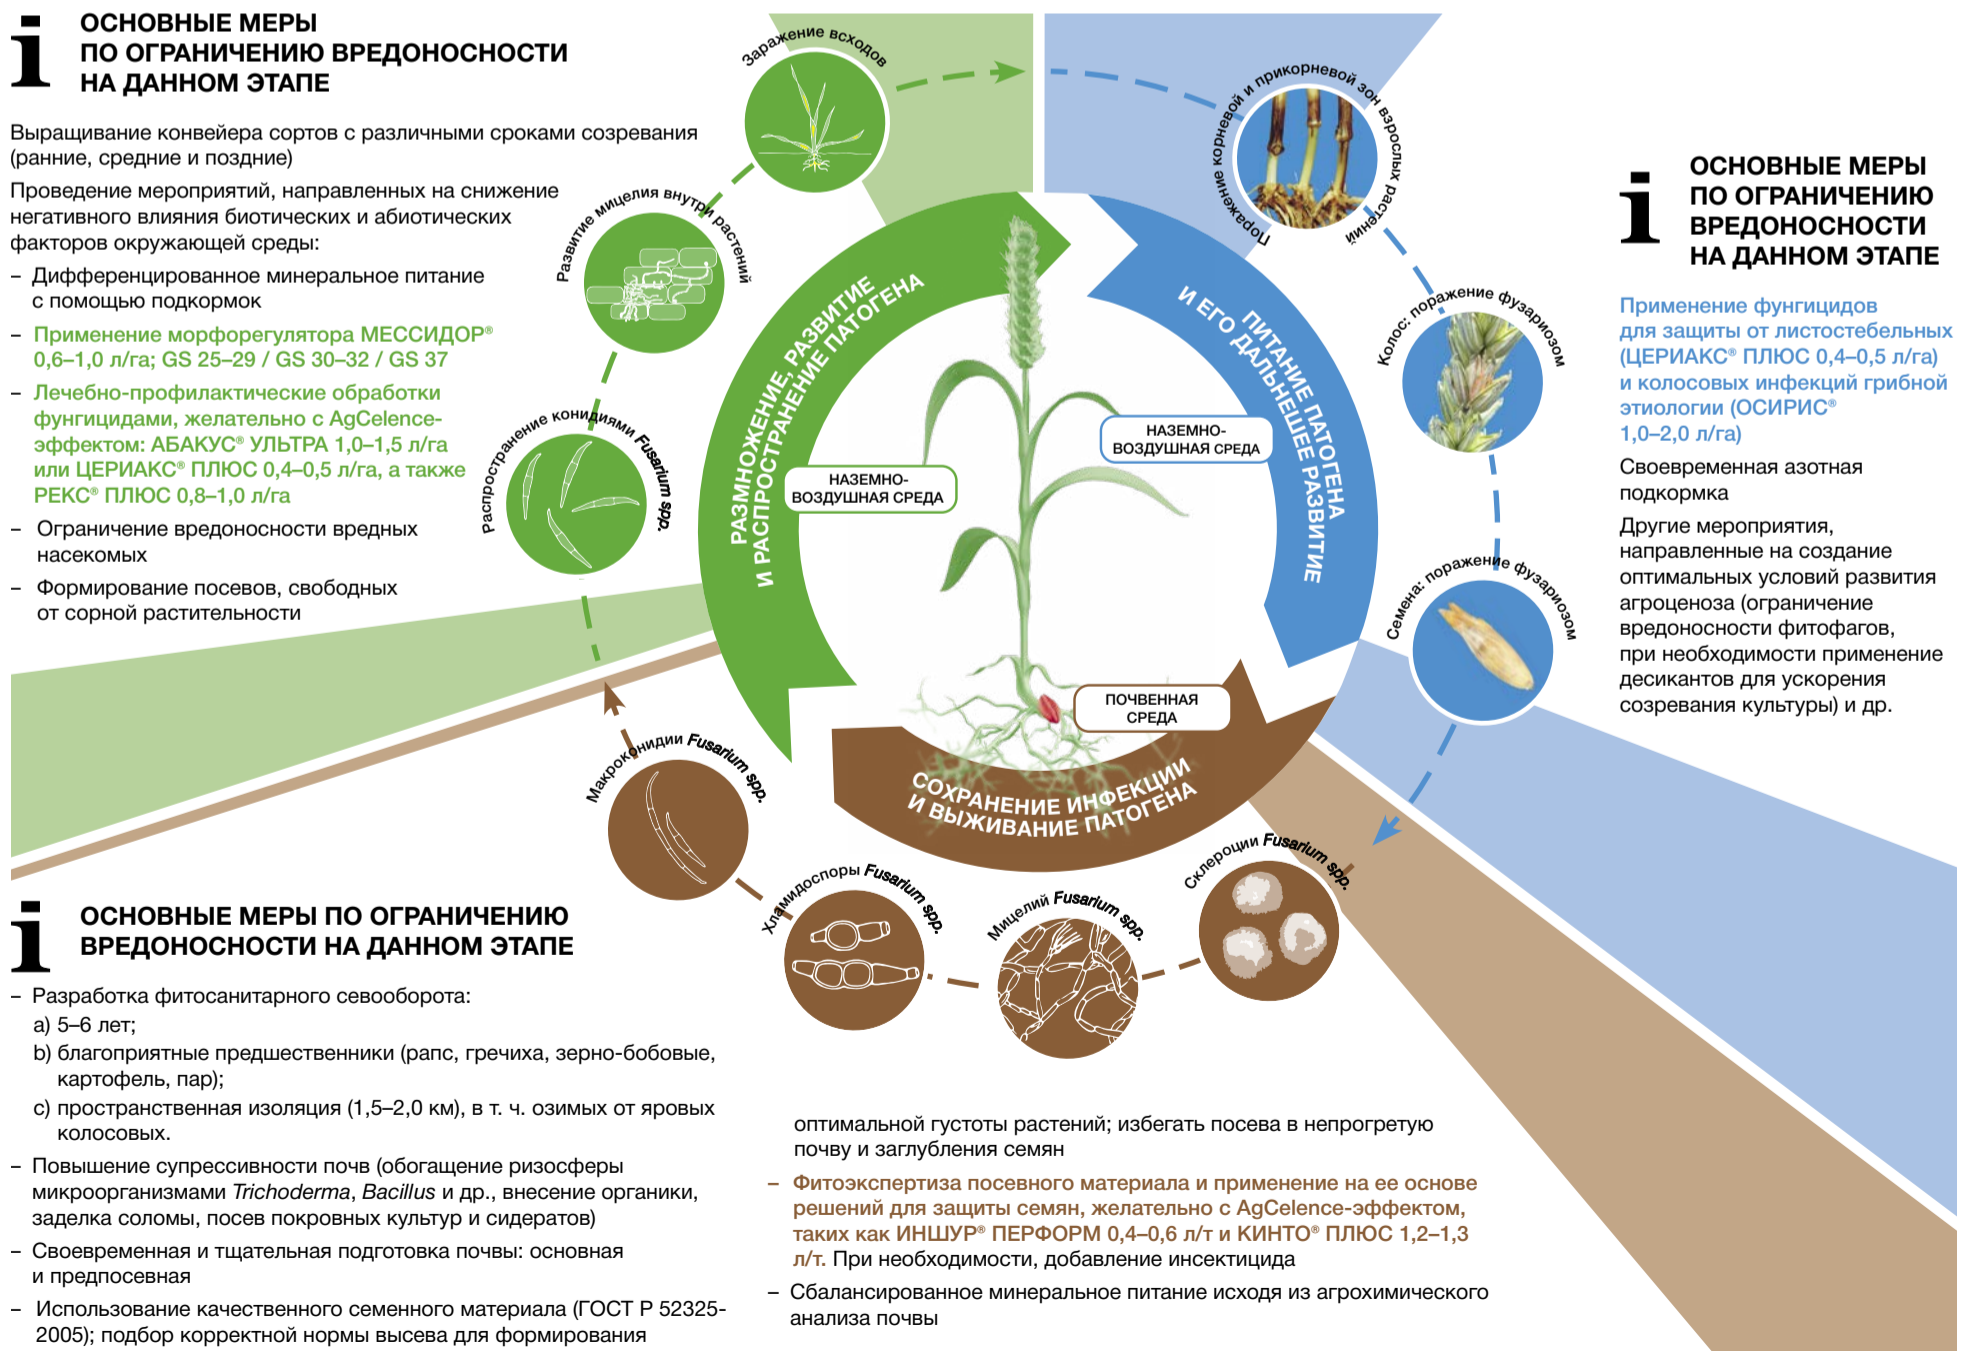 i
ОСНОВНЫЕ МЕРЫ
ПО ОГРАНИЧЕНИЮ ВРЕДОНОСНОСТИ
НА ДАННОМ ЭТАПЕ
Выращивание конвейера сортов с различными сроками созревания
(ранние, средние и поздние)
Проведение мероприятий, направленных на снижение
негативного влияния биотических и абиотических
факторов окружающей среды:
– Дифференцированное минеральное питание
с помощью подкормок
– Применение морфорегулятора МЕССИДОР®
0,6–1,0 л/га; GS 25–29 / GS 30–32 / GS 37
– Лечебно-профилактические обработки
фунгицидами, желательно с AgCelence-
эффектом: АБАКУС® УЛЬТРА 1,0–1,5 л/га
или ЦЕРИАКС® ПЛЮС 0,4–0,5 л/га, а также
РЕКС® ПЛЮС 0,8–1,0 л/га
– Ограничение вредоносности вредных
насекомых
– Формирование посевов, свободных
от сорной растительности
Заражение всходов
Развитие мицелия внутри растений
Распространение конидиями Fusarium spp.
РАЗМНОЖЕНИЕ, РАЗВИТИЕ
И РАСПРОСТРАНЕНИЕ ПАТОГЕНА
НАЗЕМНО-
ВОЗДУШНАЯ СРЕДА
Поражение корневой и прикорневой зон взрослых растений
Колос: поражение фузариозом
Семена: поражение фузариозом
ПИТАНИЕ ПАТОГЕНА
И ЕГО ДАЛЬНЕЙШЕЕ РАЗВИТИЕ
НАЗЕМНО-
ВОЗДУШНАЯ СРЕДА
i
ОСНОВНЫЕ МЕРЫ
ПО ОГРАНИЧЕНИЮ
ВРЕДОНОСНОСТИ
НА ДАННОМ ЭТАПЕ
Применение фунгицидов
для защиты от листостебельных
(ЦЕРИАКС® ПЛЮС 0,4–0,5 л/га)
и колосовых инфекций грибной
этиологии (ОСИРИС®
1,0–2,0 л/га)
Своевременная азотная
подкормка
Другие мероприятия,
направленные на создание
оптимальных условий развития
агроценоза (ограничение
вредоносности фитофагов,
при необходимости применение
десикантов для ускорения
созревания культуры) и др.
ПОЧВЕННАЯ
СРЕДА
СОХРАНЕНИЕ ИНФЕКЦИИ
И ВЫЖИВАНИЕ ПАТОГЕНА
Макроконидии Fusarium spp.
Хламидоспоры Fusarium spp.
Мицелий Fusarium spp.
Склероции Fusarium spp.
i
ОСНОВНЫЕ МЕРЫ ПО ОГРАНИЧЕНИЮ
ВРЕДОНОСНОСТИ НА ДАННОМ ЭТАПЕ
– Разработка фитосанитарного севооборота:
a) 5–6 лет;
b) благоприятные предшественники (рапс, гречиха, зерно-бобовые,
картофель, пар);
c) пространственная изоляция (1,5–2,0 км), в т. ч. озимых от яровых
колосовых.
– Повышение супрессивности почв (обогащение ризосферы
микроорганизмами Trichoderma, Bacillus и др., внесение органики,
заделка соломы, посев покровных культур и сидератов)
– Своевременная и тщательная подготовка почвы: основная
и предпосевная
– Использование качественного семенного материала (ГОСТ Р 52325-
2005); подбор корректной нормы высева для формирования
оптимальной густоты растений; избегать посева в непрогретую
почву и заглубления семян
– Фитоэкспертиза посевного материала и применение на ее основе
решений для защиты семян, желательно с AgCelence-эффектом,
таких как ИНШУР® ПЕРФОРМ 0,4–0,6 л/т и КИНТО® ПЛЮС 1,2–1,3
л/т. При необходимости, добавление инсектицида
– Сбалансированное минеральное питание исходя из агрохимического
анализа почвы